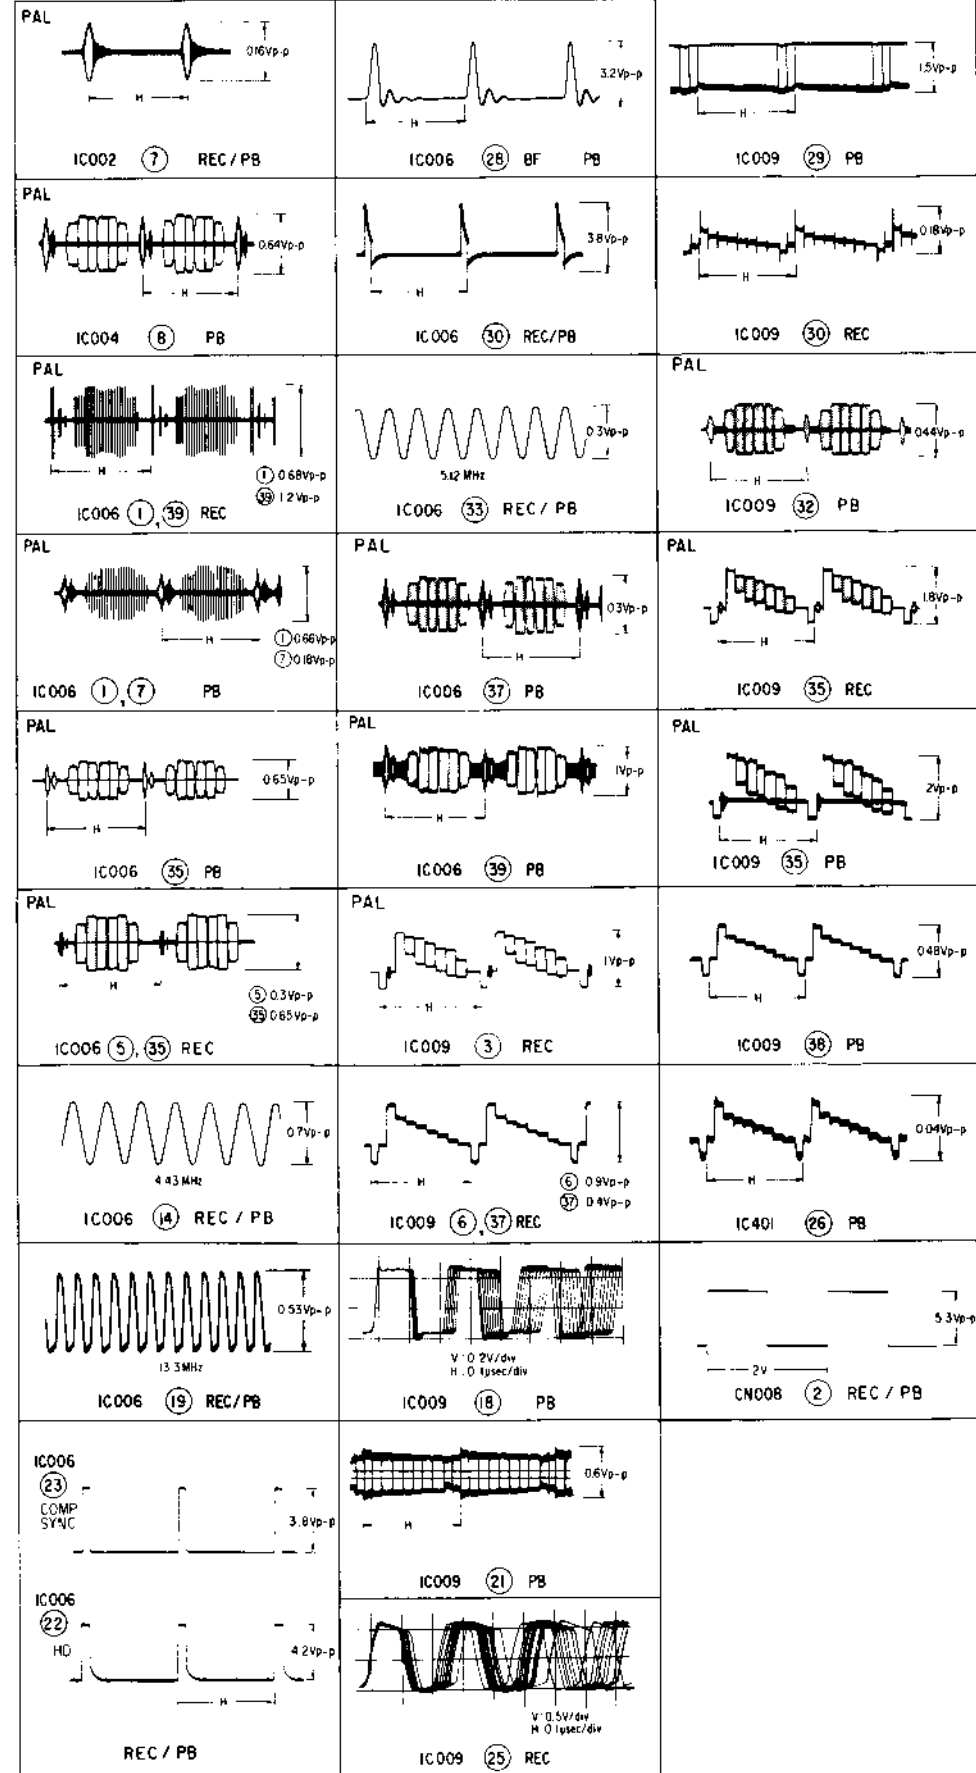 PAL
0.16Vp-p
H
IC002 (7) REC/PB
3.2Vp-p
H
IC006 (28) BF PB
1.5Vp-p
H
IC009 (29) PB
PAL
0.64Vp-p
H
IC004 (8) PB
3.8Vp-p
H
IC006 (30) REC/PB
0.18Vp-p
H
IC009 (30) REC
PAL
H
(1) 0.68Vp-p
(39) 1.2Vp-p
IC006 (1), (39) REC
0.3Vp-p
5.12 MHz
IC006 (33) REC / PB
PAL
0.44Vp-p
H
IC009 (32) PB
PAL
H
(1) 0.66Vp-p
(7) 0.18Vp-p
IC006 (1), (7) PB
PAL
0.3Vp-p
H
IC006 (37) PB
PAL
1.8Vp-p
H
IC009 (35) REC
PAL
0.65Vp-p
H
IC006 (35) PB
PAL
1Vp-p
H
IC006 (39) PB
PAL
2Vp-p
H
IC009 (35) PB
PAL
H
(5) 0.3Vp-p
(35) 0.65Vp-p
IC006 (5), (35) REC
PAL
1Vp-p
H
IC009 (3) REC
0.48Vp-p
H
IC009 (38) PB
0.7Vp-p
4.43 MHz
IC006 (14) REC / PB
H
(6) 0.9Vp-p
(37) 0.4Vp-p
IC009 (6), (37) REC
0.04Vp-p
H
IC401 (26) PB
0.53Vp-p
13.3MHz
IC006 (19) REC/PB
V : 0.2V/div
H : 0.1μsec/div
IC009 (18) PB
5.3Vp-p
2V
CN008 (2) REC / PB
IC006
(23)
COMP
SYNC
3.8Vp-p
IC006
(22)
HD
4.2Vp-p
H
REC / PB
0.6Vp-p
H
IC009 (21) PB
V : 0.5V/div
H : 0.1μsec/div
IC009 (25) REC